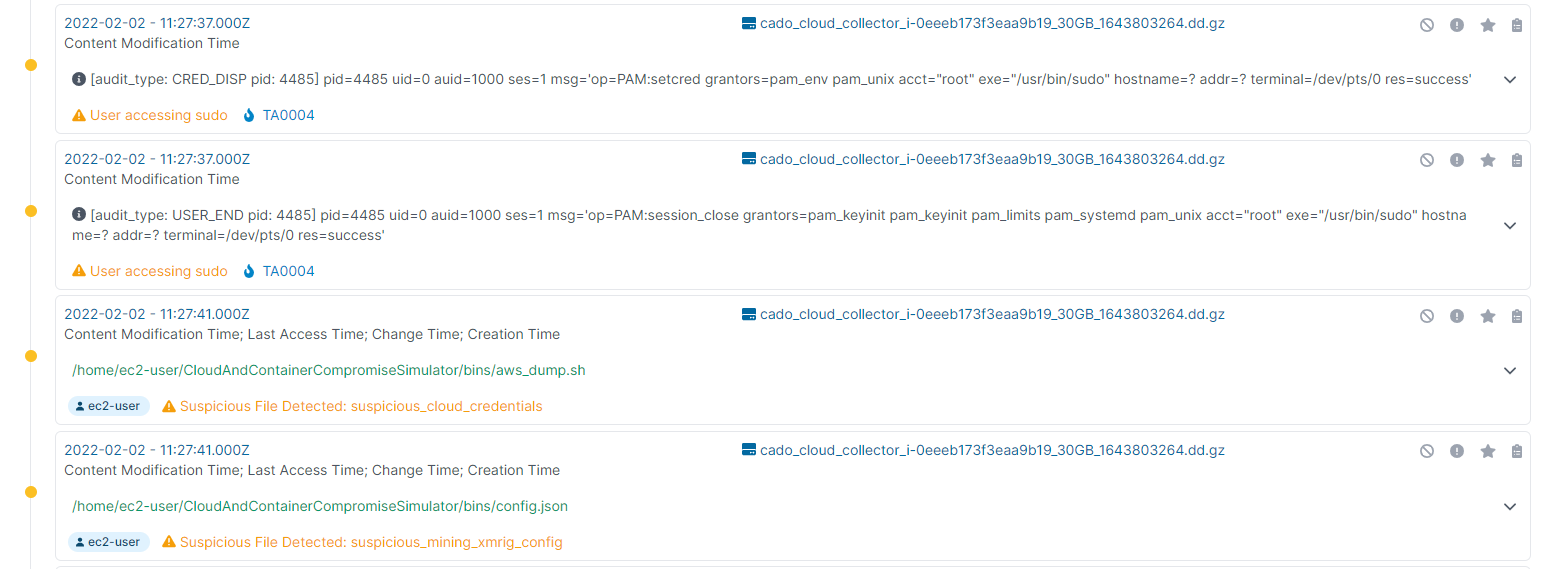 2022-02-02 - 11:27:37.000Z cado_cloud_collector_i-0eeeb173f3eaa9b19_30GB_1643803264.dd.gz
Content Modification Time
[audit_type: CRED_DISP pid: 4485] pid=4485 uid=0 auid=1000 ses=1 msg='op=PAM:setcred grantors=pam_env pam_unix acct="root" exe="/usr/bin/sudo" hostname=? addr=? terminal=/dev/pts/0 res=success'
User accessing sudo TA0004
2022-02-02 - 11:27:37.000Z cado_cloud_collector_i-0eeeb173f3eaa9b19_30GB_1643803264.dd.gz
Content Modification Time
[audit_type: USER_END pid: 4485] pid=4485 uid=0 auid=1000 ses=1 msg='op=PAM:session_close grantors=pam_keyinit pam_keyinit pam_limits pam_systemd pam_unix acct="root" exe="/usr/bin/sudo" hostna
me=? addr=? terminal=/dev/pts/0 res=success'
User accessing sudo TA0004
2022-02-02 - 11:27:41.000Z cado_cloud_collector_i-0eeeb173f3eaa9b19_30GB_1643803264.dd.gz
Content Modification Time; Last Access Time; Change Time; Creation Time
/home/ec2-user/CloudAndContainerCompromiseSimulator/bins/aws_dump.sh
ec2-user Suspicious File Detected: suspicious_cloud_credentials
2022-02-02 - 11:27:41.000Z cado_cloud_collector_i-0eeeb173f3eaa9b19_30GB_1643803264.dd.gz
Content Modification Time; Last Access Time; Change Time; Creation Time
/home/ec2-user/CloudAndContainerCompromiseSimulator/bins/config.json
ec2-user Suspicious File Detected: suspicious_mining_xmrig_config